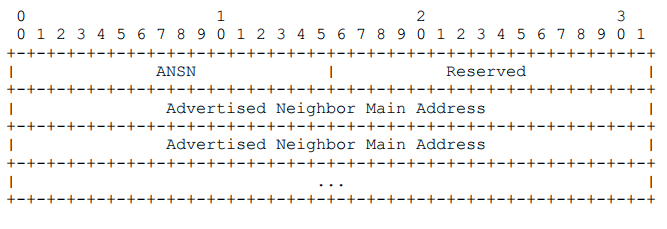 0                   1                   2                   3
 0 1 2 3 4 5 6 7 8 9 0 1 2 3 4 5 6 7 8 9 0 1 2 3 4 5 6 7 8 9 0 1
+-+-+-+-+-+-+-+-+-+-+-+-+-+-+-+-+-+-+-+-+-+-+-+-+-+-+-+-+-+-+-+-+
|              ANSN             |           Reserved            |
+-+-+-+-+-+-+-+-+-+-+-+-+-+-+-+-+-+-+-+-+-+-+-+-+-+-+-+-+-+-+-+-+
|               Advertised Neighbor Main Address                |
+-+-+-+-+-+-+-+-+-+-+-+-+-+-+-+-+-+-+-+-+-+-+-+-+-+-+-+-+-+-+-+-+
|               Advertised Neighbor Main Address                |
+-+-+-+-+-+-+-+-+-+-+-+-+-+-+-+-+-+-+-+-+-+-+-+-+-+-+-+-+-+-+-+-+
|                              ...                              |
+-+-+-+-+-+-+-+-+-+-+-+-+-+-+-+-+-+-+-+-+-+-+-+-+-+-+-+-+-+-+-+-+